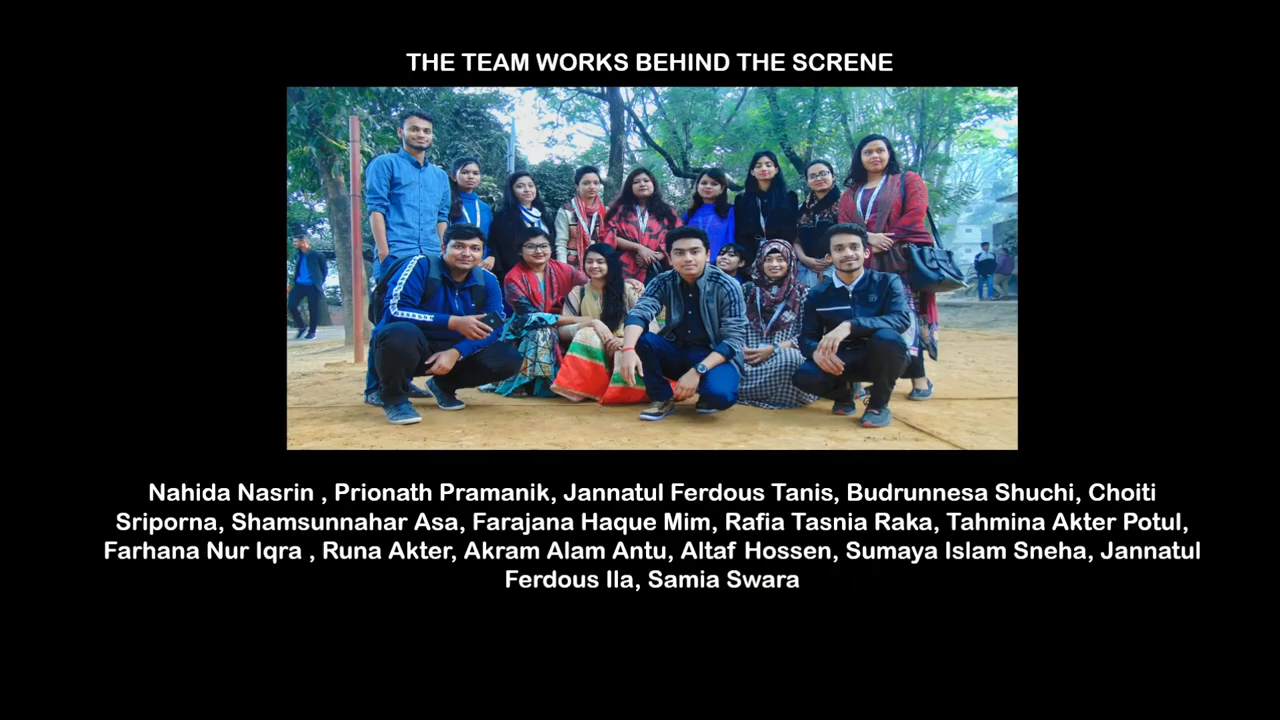 THE TEAM WORKS BEHIND THE SCRENE
Nahida Nasrin , Prionath Pramanik, Jannatul Ferdous Tanis, Budrunnesa Shuchi, Choiti
Sriporna, Shamsunnahar Asa, Farajana Haque Mim, Rafia Tasnia Raka, Tahmina Akter Potul,
Farhana Nur Iqra , Runa Akter, Akram Alam Antu, Altaf Hossen, Sumaya Islam Sneha, Jannatul
Ferdous Ila, Samia Swara